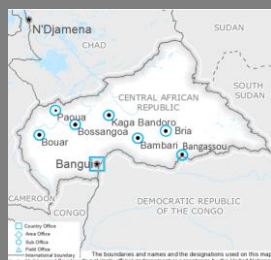 N'Djamena
SUDAN
CHAD
SOUTH
SUDAN
CENTRAL AFRICAN
REPUBLIC
Kaga Bandoro
Paoua
Bossangoa
Bria
Bouar
Bambari
Bangassou
Bangui
DEMOCRATIC REPUBLIC
OF THE CONGO
CAMEROON
CONGO
Country Office
Area Office
Sub Office
Field Office
International boundary
The boundaries and names and the designations used on this map